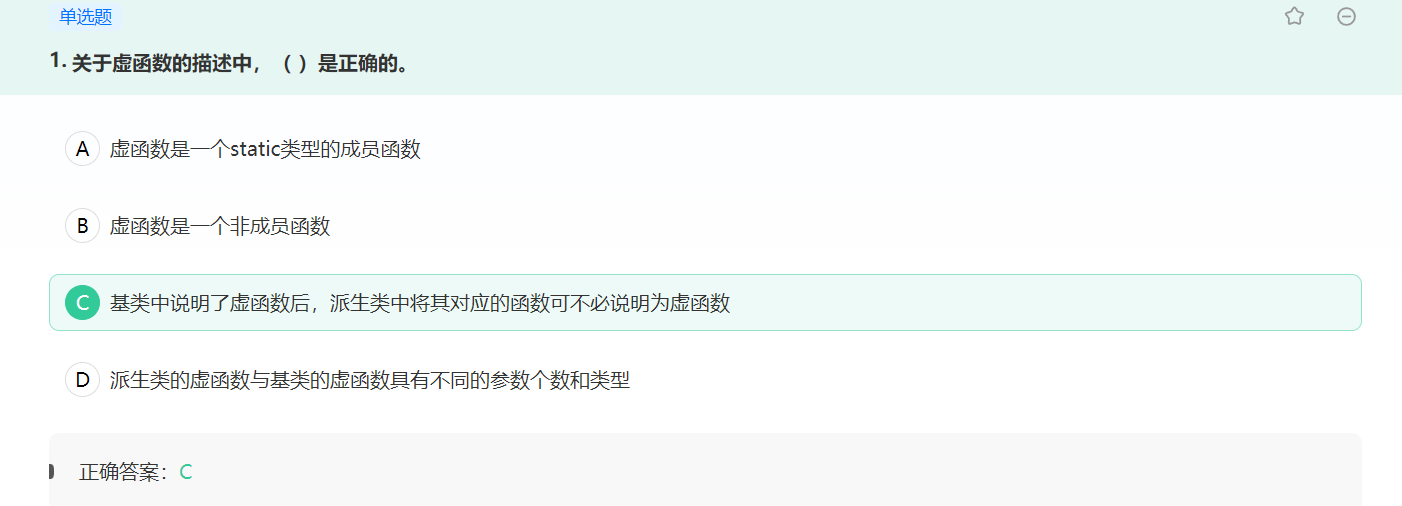 单选题
1. 关于虚函数的描述中，（ ）是正确的。
A 虚函数是一个static类型的成员函数
B 虚函数是一个非成员函数
C 基类中说明了虚函数后，派生类中将其对应的函数可不必说明为虚函数
D 派生类的虚函数与基类的虚函数具有不同的参数个数和类型
正确答案：C